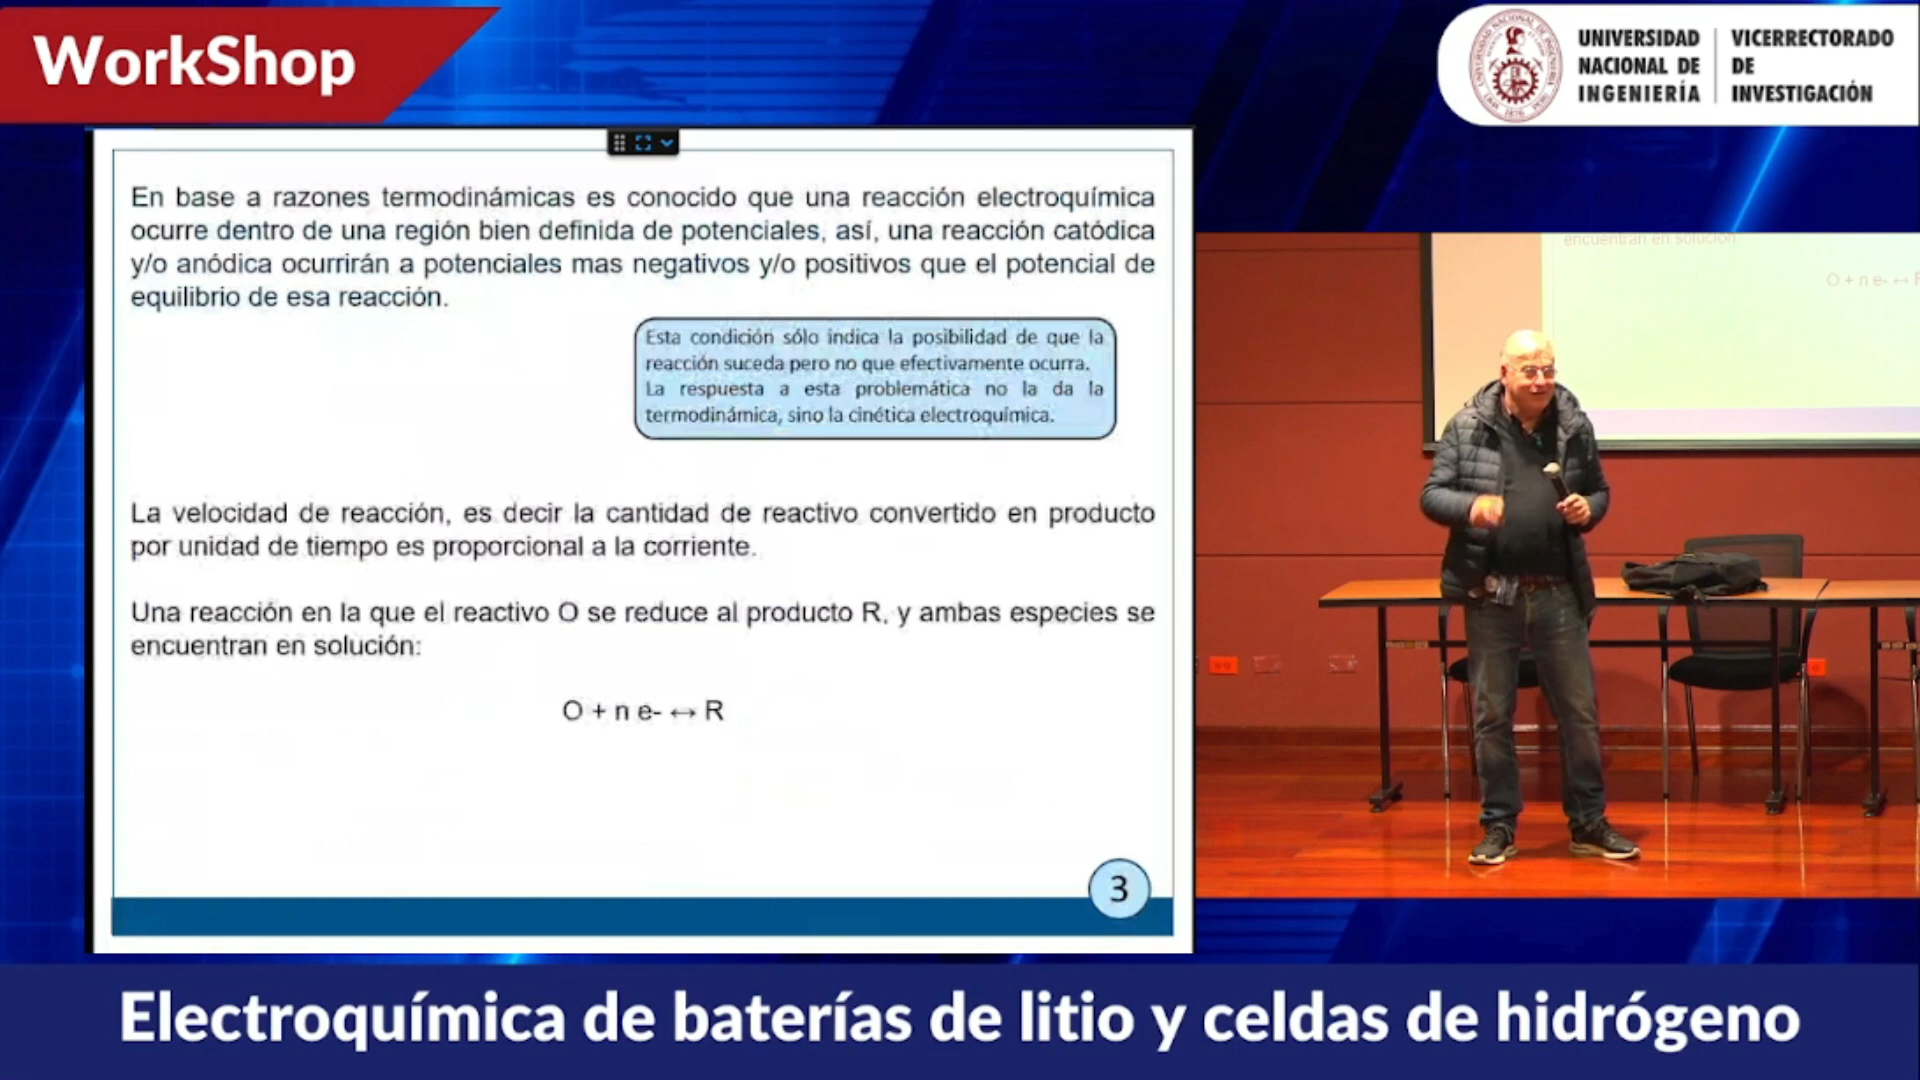 WorkShop
UNIVERSIDAD
NACIONAL DE
INGENIERÍA
VICERRECTORADO
DE
INVESTIGACIÓN
En base a razones termodinámicas es conocido que una reacción electroquímica
ocurre dentro de una región bien definida de potenciales, así, una reacción catódica
y/o anódica ocurrirán a potenciales mas negativos y/o positivos que el potencial de
equilibrio de esa reacción.
Esta condición sólo indica la posibilidad de que la
reacción suceda pero no que efectivamente ocurra.
La respuesta a esta problemática no la da la
termodinámica, sino la cinética electroquímica.
La velocidad de reacción, es decir la cantidad de reactivo convertido en producto
por unidad de tiempo es proporcional a la corriente.
Una reacción en la que el reactivo O se reduce al producto R, y ambas especies se
encuentran en solución:
O + n e- ↔ R
3
encuentran en solución
O + n e- ↔
Electroquímica de baterías de litio y celdas de hidrógeno